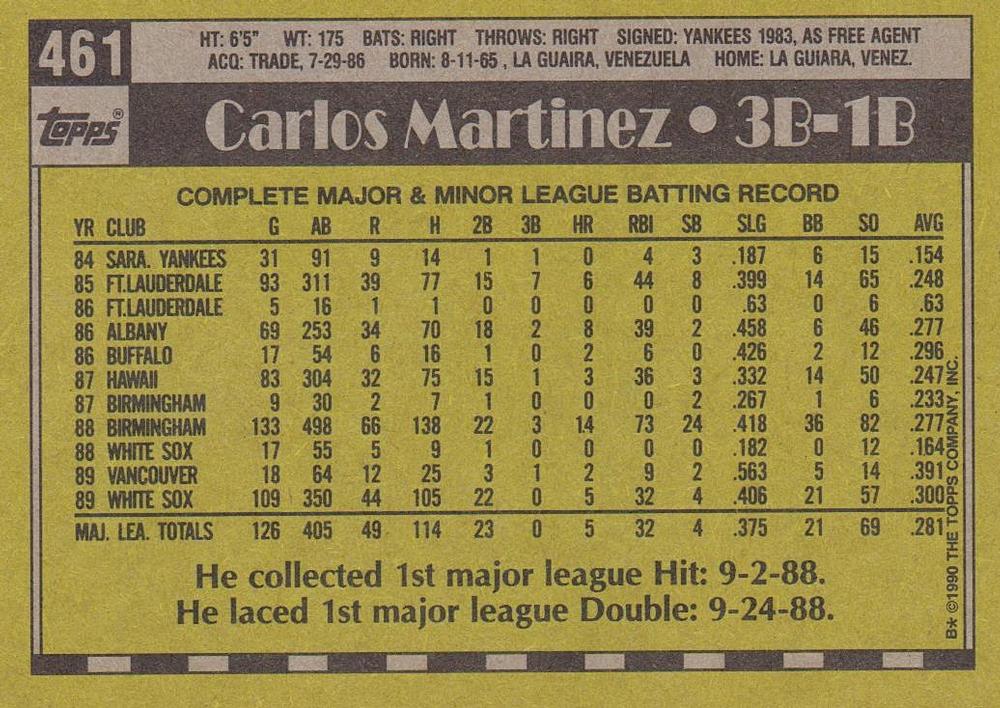 461
HT: 6'5" WT: 175 BATS: RIGHT THROWS: RIGHT SIGNED: YANKEES 1983, AS FREE AGENT
ACQ: TRADE, 7-29-86 BORN: 8-11-65 , LA GUAIRA, VENEZUELA HOME: LA GUIARA, VENEZ.
Topps®
Carlos Martinez • 3B-1B
COMPLETE MAJOR & MINOR LEAGUE BATTING RECORD
YR CLUB G AB R H 2B 3B HR RBI SB SLG BB SO AVG
84 SARA. YANKEES 31 91 9 14 1 1 0 4 3 .187 6 15 .154
85 FT.LAUDERDALE 93 311 39 77 15 7 6 44 8 .399 14 65 .248
86 FT.LAUDERDALE 5 16 1 1 0 0 0 0 0 .63 0 6 .63
86 ALBANY 69 253 34 70 18 2 8 39 2 .458 6 46 .277
86 BUFFALO 17 54 6 16 1 0 2 6 0 .426 2 12 .296
87 HAWAII 83 304 32 75 15 1 3 36 3 .332 14 50 .247
87 BIRMINGHAM 9 30 2 7 1 0 0 0 2 .267 1 6 .233
88 BIRMINGHAM 133 498 66 138 22 3 14 73 24 .418 36 82 .277
88 WHITE SOX 17 55 5 9 1 0 0 0 0 .182 0 12 .164
89 VANCOUVER 18 64 12 25 3 1 2 9 2 .563 5 14 .391
89 WHITE SOX 109 350 44 105 22 0 5 32 4 .406 21 57 .300
MAJ. LEA. TOTALS 126 405 49 114 23 0 5 32 4 .375 21 69 .281
He collected 1st major league Hit: 9-2-88.
He laced 1st major league Double: 9-24-88.
B* ©1990 THE TOPPS COMPANY, INC.